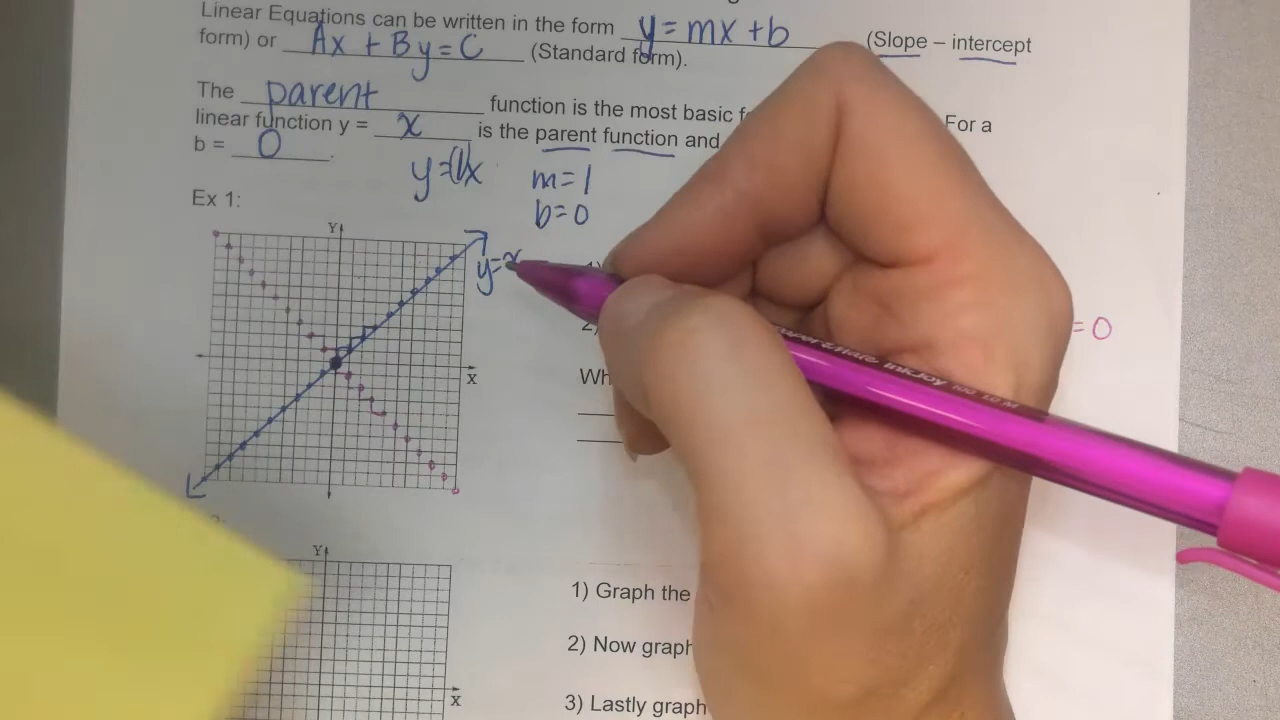 Linear Equations can be written in the form y = mx + b (Slope – intercept
form) or Ax + By = C (Standard form).
The parent function is the most basic f For a
linear function y = x is the parent function and
b = 0.
y = 1x m = 1
b = 0
Ex 1:
Y
y = x
1)
2) = 0
X
Wh
Y
1) Graph the
2) Now graph
X
3) Lastly graph